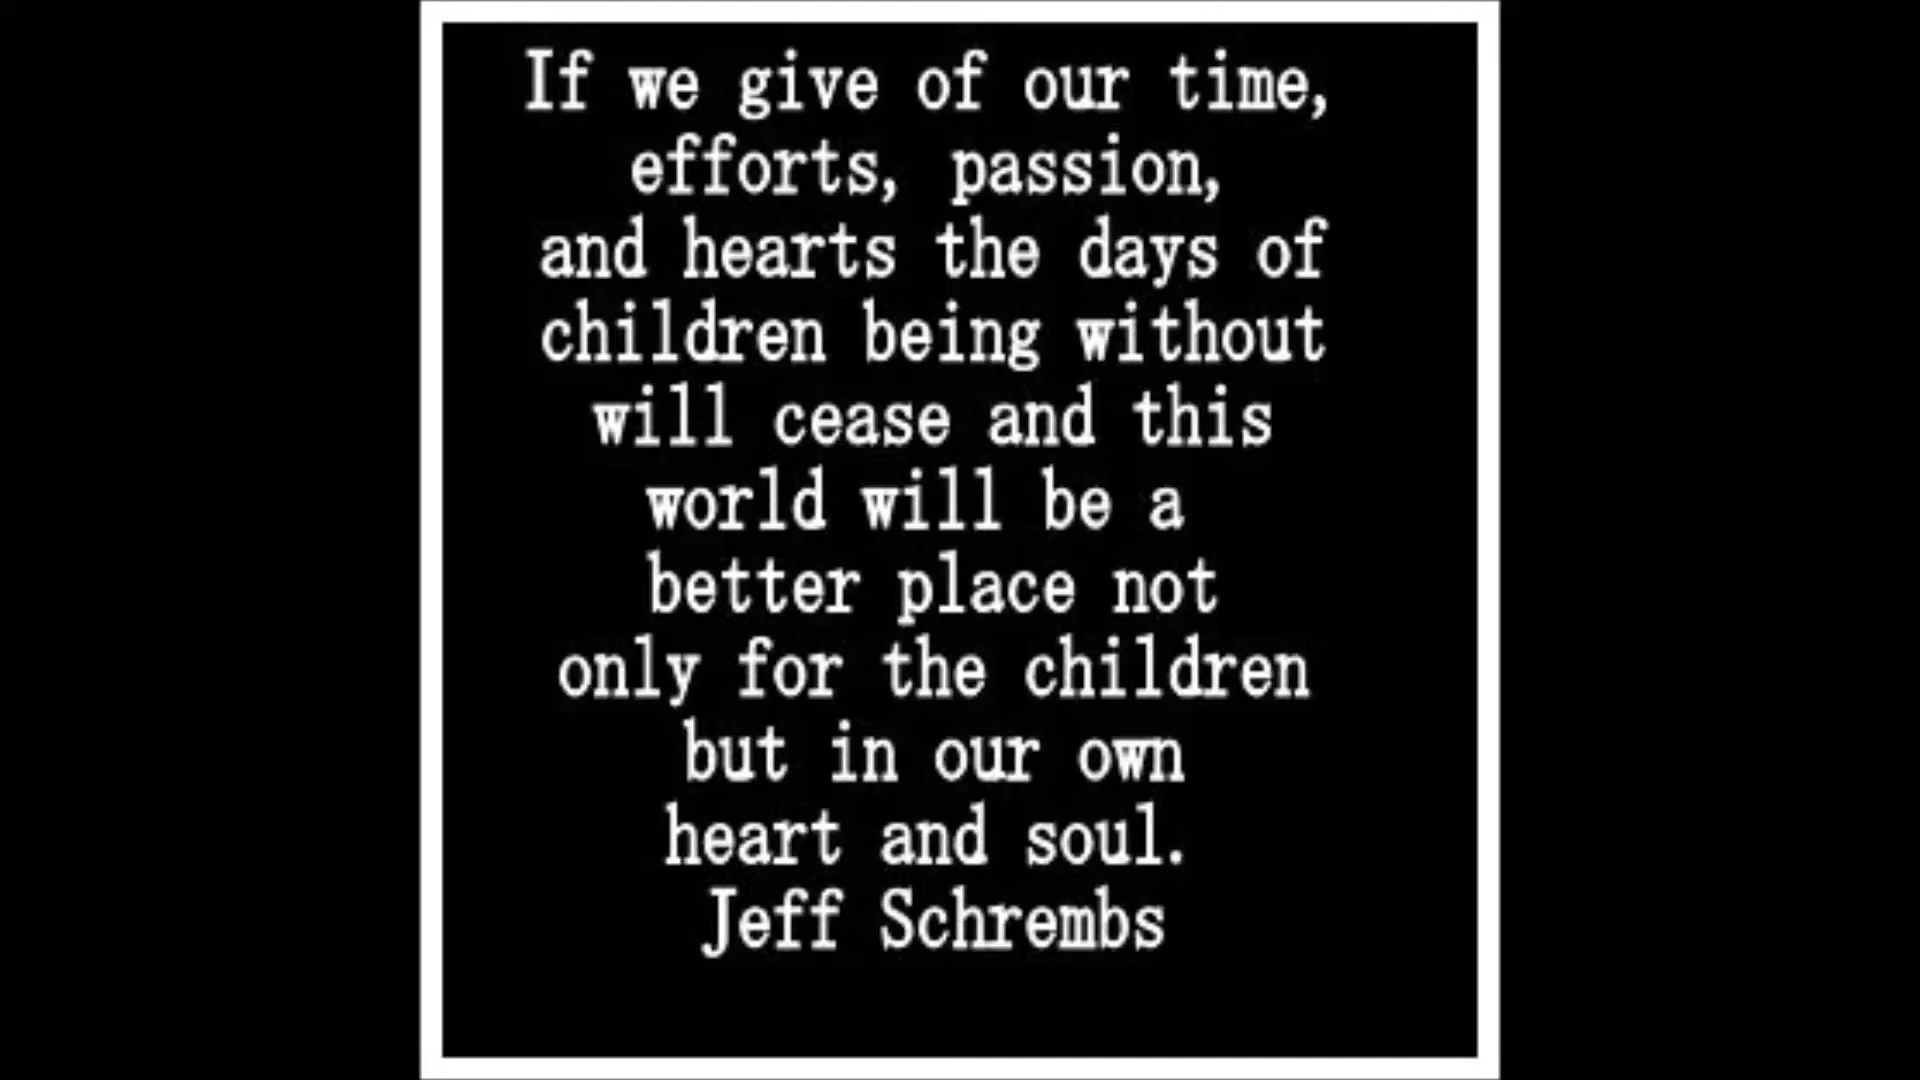 If we give of our time,
efforts, passion,
and hearts the days of
children being without
will cease and this
world will be a
better place not
only for the children
but in our own
heart and soul.
Jeff Schrembs